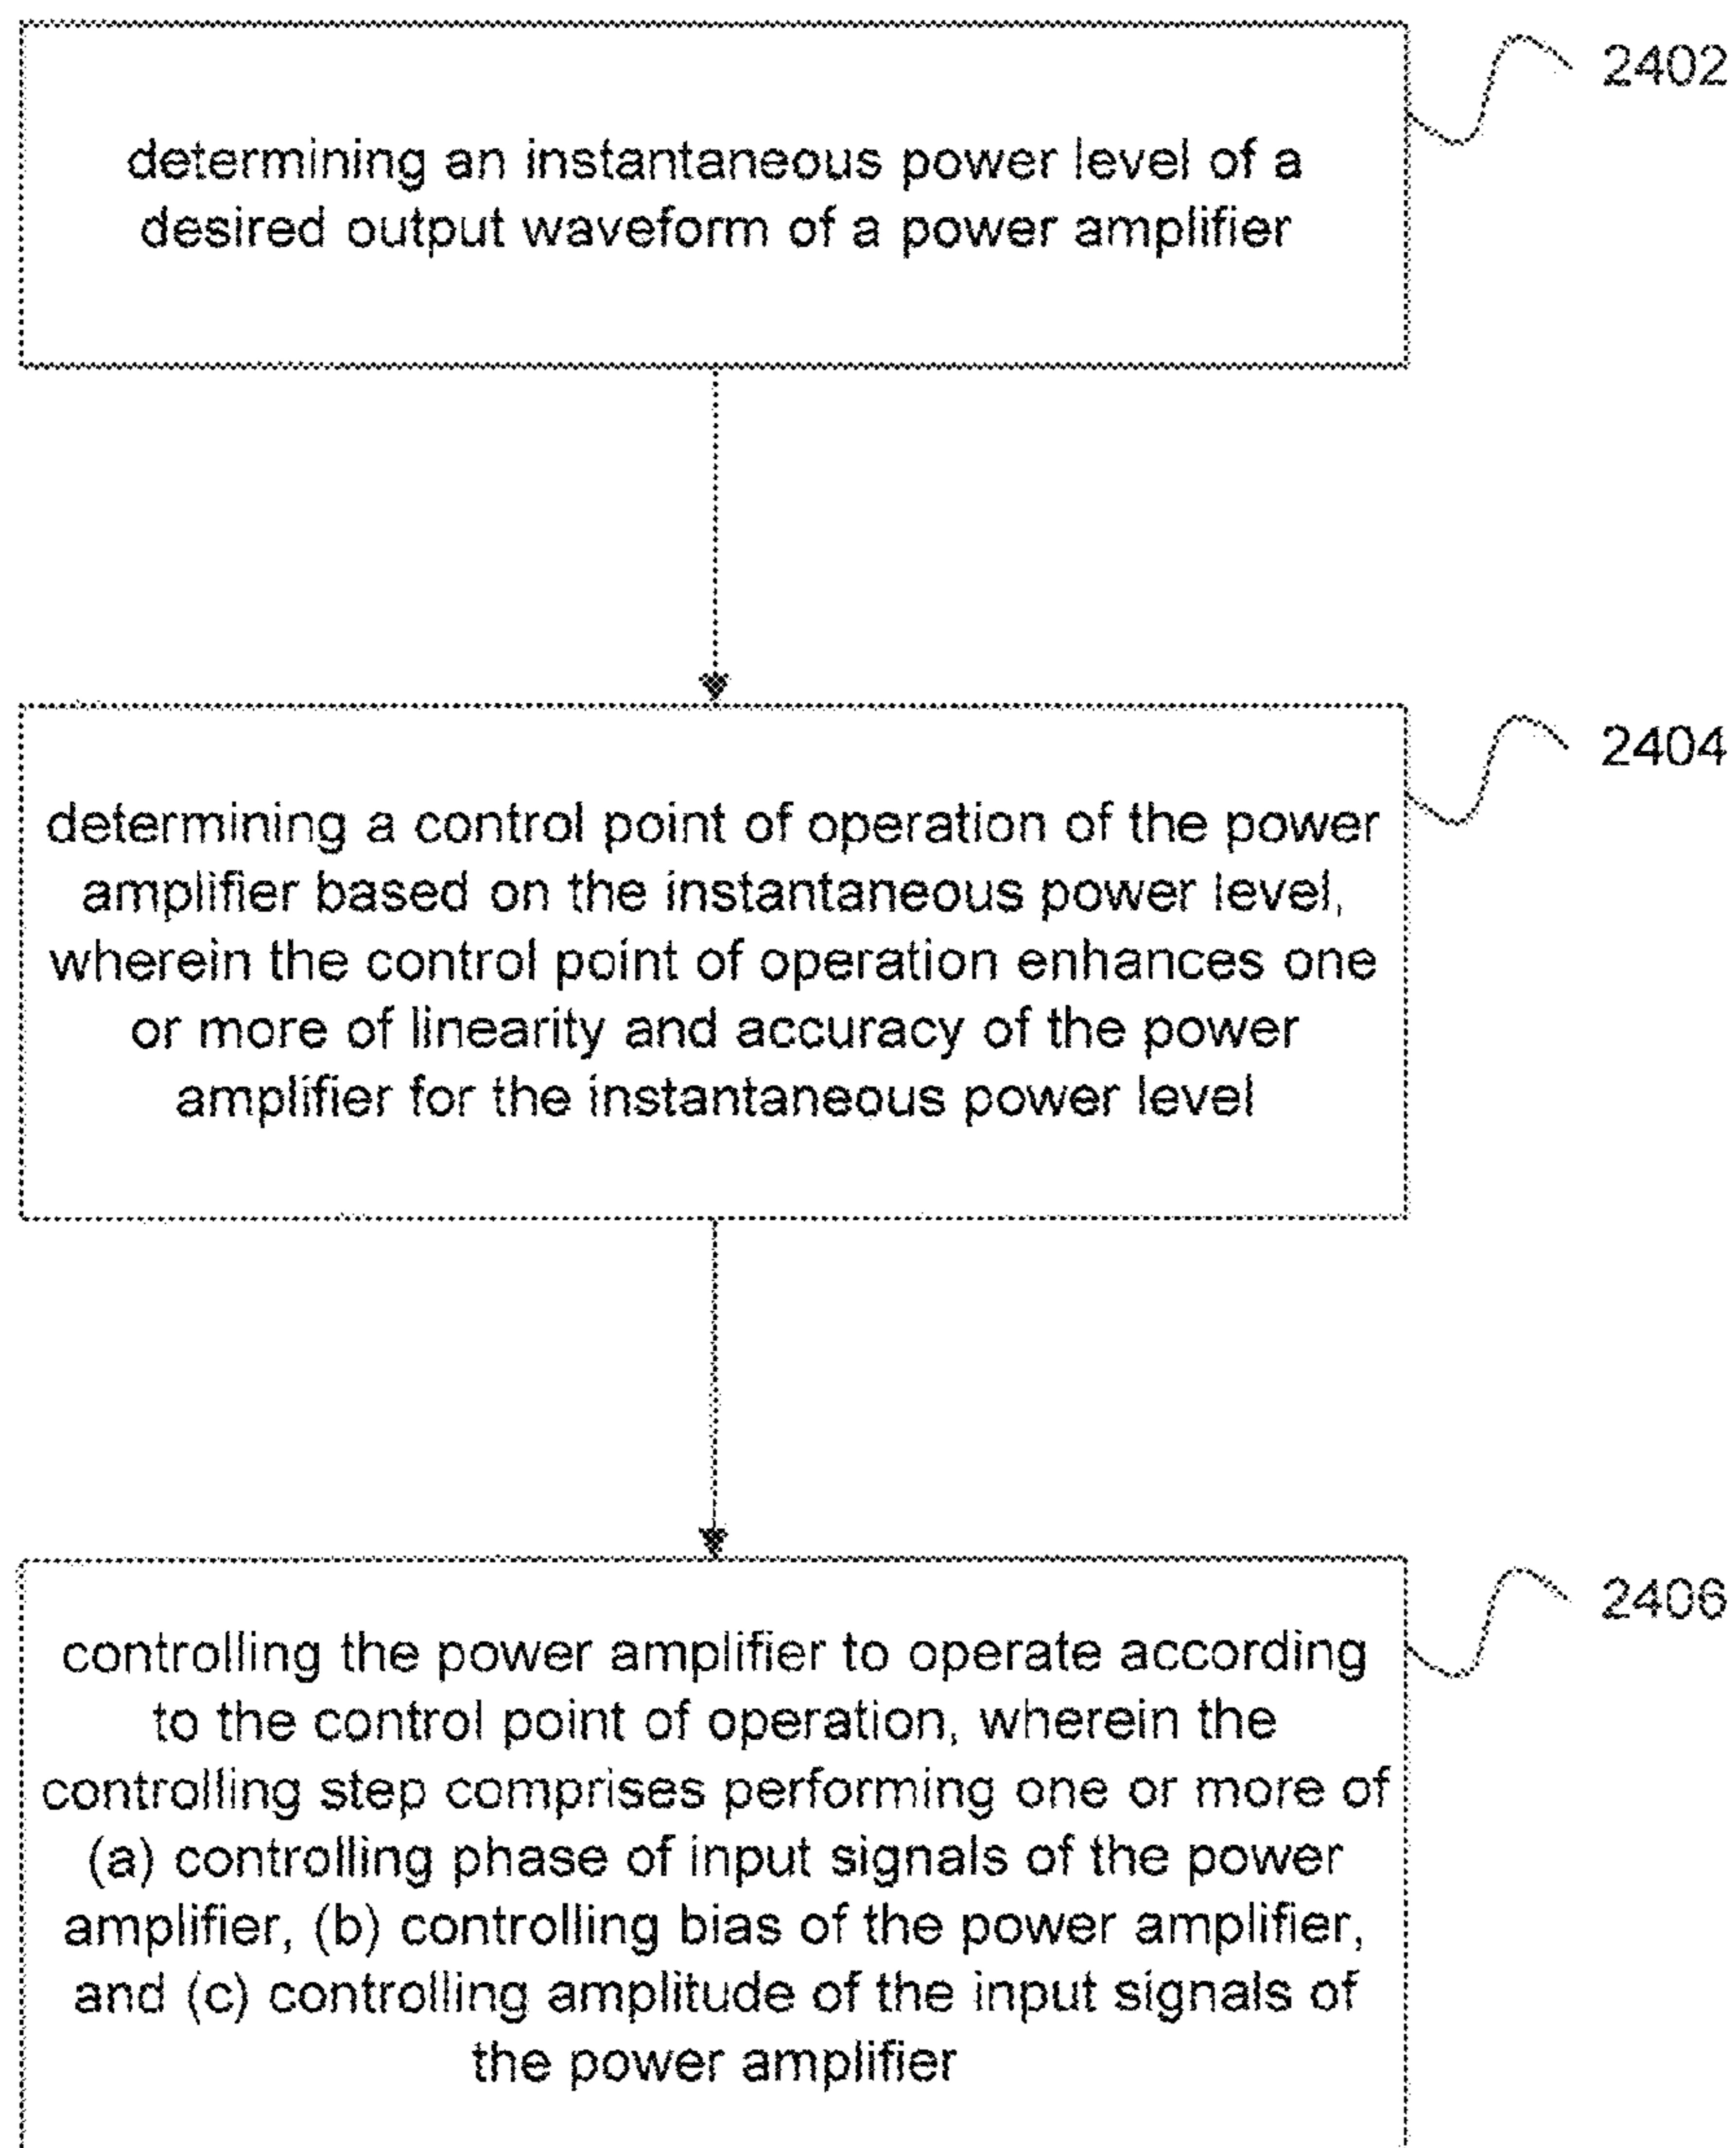 2402
determining an instantaneous power level of a
desired output waveform of a power amplifier
2404
determining a control point of operation of the power
amplifier based on the instantaneous power level,
wherein the control point of operation enhances one
or more of linearity and accuracy of the power
amplifier for the instantaneous power level
2406
controlling the power amplifier to operate according
to the control point of operation, wherein the
controlling step comprises performing one or more of
(a) controlling phase of input signals of the power
amplifier, (b) controlling bias of the power amplifier,
and (c) controlling amplitude of the input signals of
the power amplifier